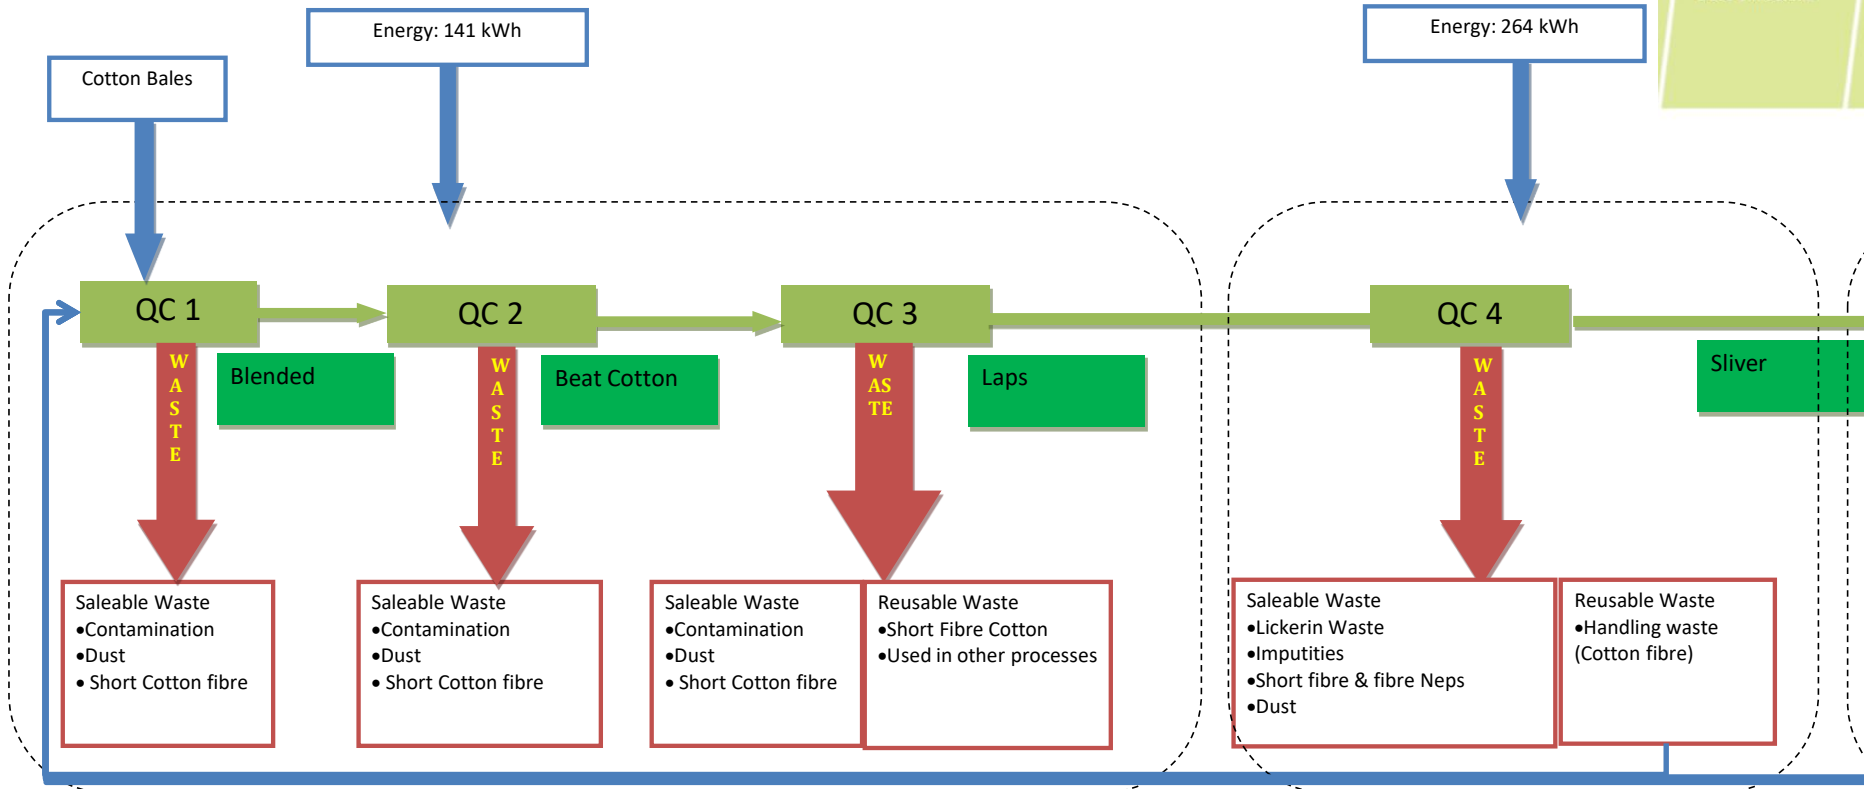 Energy: 141 kWh
Energy: 264 kWh
Cotton Bales
QC 1
QC 2
QC 3
QC 4
WASTE
Blended
WASTE
Beat Cotton
W
AS
TE
Laps
WASTE
Sliver
Saleable Waste
•Contamination
•Dust
• Short Cotton fibre
Saleable Waste
•Contamination
•Dust
• Short Cotton fibre
Saleable Waste
•Contamination
•Dust
• Short Cotton fibre
Reusable Waste
•Short Fibre Cotton
•Used in other processes
Saleable Waste
•Lickerin Waste
•Imputities
•Short fibre & fibre Neps
•Dust
Reusable Waste
•Handling waste
(Cotton fibre)